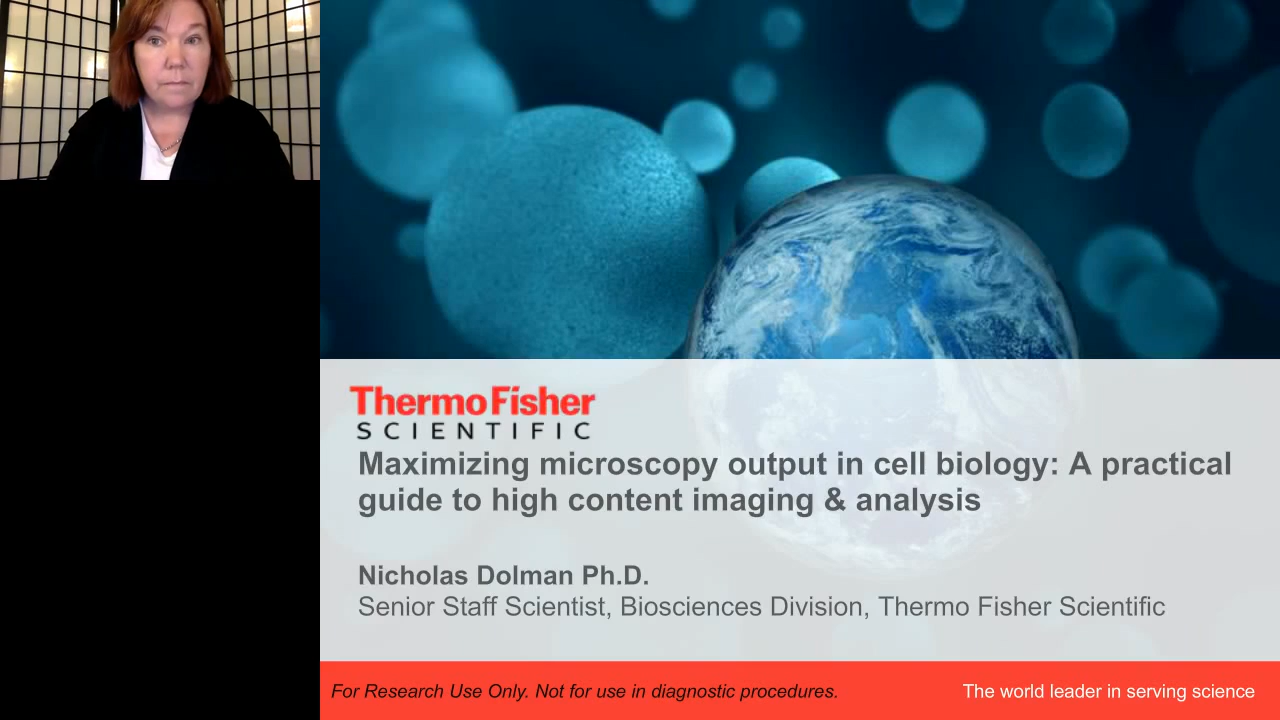 ThermoFisher
SCIENTIFIC
Maximizing microscopy output in cell biology: A practical
guide to high content imaging & analysis
Nicholas Dolman Ph.D.
Senior Staff Scientist, Biosciences Division, Thermo Fisher Scientific
For Research Use Only. Not for use in diagnostic procedures.
The world leader in serving science